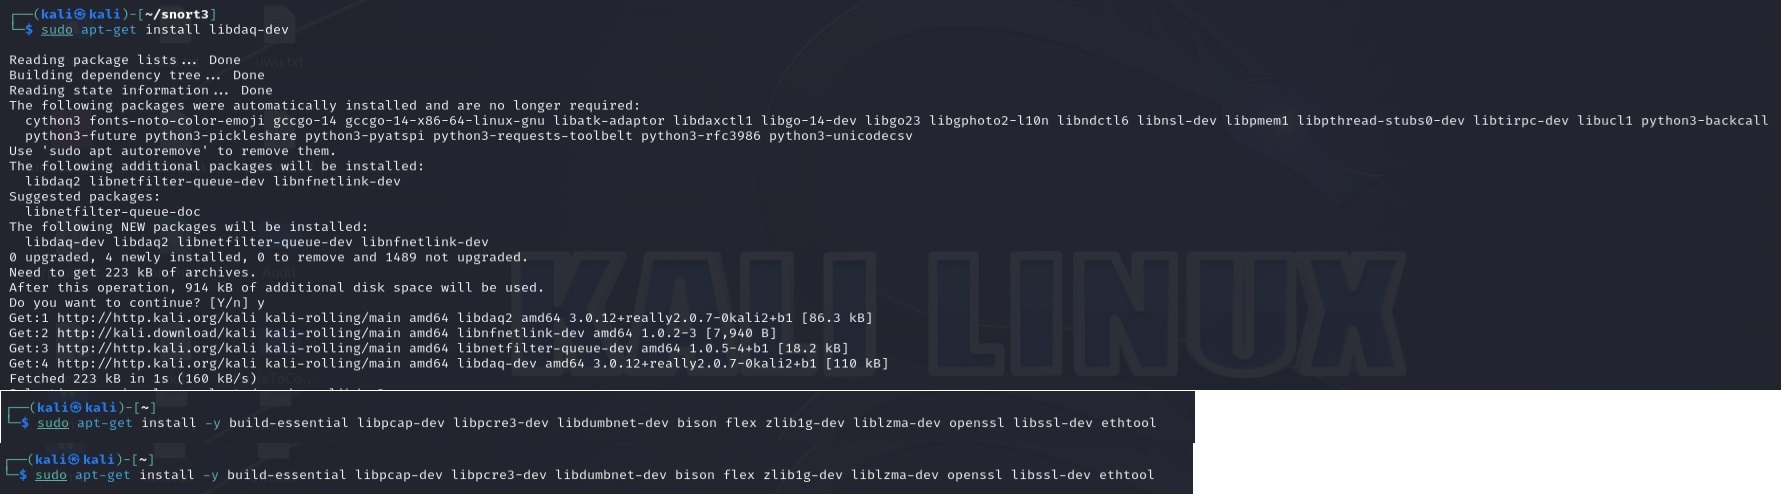 ┌──(kali㉿kali)-[~/snort3]
└─$ sudo apt-get install libdaq-dev
Reading package lists... Done
Building dependency tree... Done
Reading state information... Done
The following packages were automatically installed and are no longer required:
cython3 fonts-noto-color-emoji gccgo-14 gccgo-14-x86-64-linux-gnu libatk-adaptor libdaxctl1 libgo-14-dev libgo23 libgphoto2-l10n libndctl6 libnsl-dev libpmem1 libpthread-stubs0-dev libtirpc-dev libucl1 python3-backcall
python3-future python3-pickleshare python3-pyatspi python3-requests-toolbelt python3-rfc3986 python3-unicodecsv
Use 'sudo apt autoremove' to remove them.
The following additional packages will be installed:
libdaq2 libnetfilter-queue-dev libnfnetlink-dev
Suggested packages:
libnetfilter-queue-doc
The following NEW packages will be installed:
libdaq-dev libdaq2 libnetfilter-queue-dev libnfnetlink-dev
0 upgraded, 4 newly installed, 0 to remove and 1489 not upgraded.
Need to get 223 kB of archives.
After this operation, 914 kB of additional disk space will be used.
Do you want to continue? [Y/n] y
Get:1 http://http.kali.org/kali kali-rolling/main amd64 libdaq2 amd64 3.0.12+really2.0.7-0kali2+b1 [86.3 kB]
Get:2 http://kali.download/kali kali-rolling/main amd64 libnfnetlink-dev amd64 1.0.2-3 [7,940 B]
Get:3 http://http.kali.org/kali kali-rolling/main amd64 libnetfilter-queue-dev amd64 1.0.5-4+b1 [18.2 kB]
Get:4 http://http.kali.org/kali kali-rolling/main amd64 libdaq-dev amd64 3.0.12+really2.0.7-0kali2+b1 [110 kB]
Fetched 223 kB in 1s (160 kB/s)
KALI LINUX
┌──(kali㉿kali)-[~]
└─$ sudo apt-get install -y build-essential libpcap-dev libpcre3-dev libdumbnet-dev bison flex zlib1g-dev liblzma-dev openssl libssl-dev ethtool
┌──(kali㉿kali)-[~]
└─$ sudo apt-get install -y build-essential libpcap-dev libpcre3-dev libdumbnet-dev bison flex zlib1g-dev liblzma-dev openssl libssl-dev ethtool